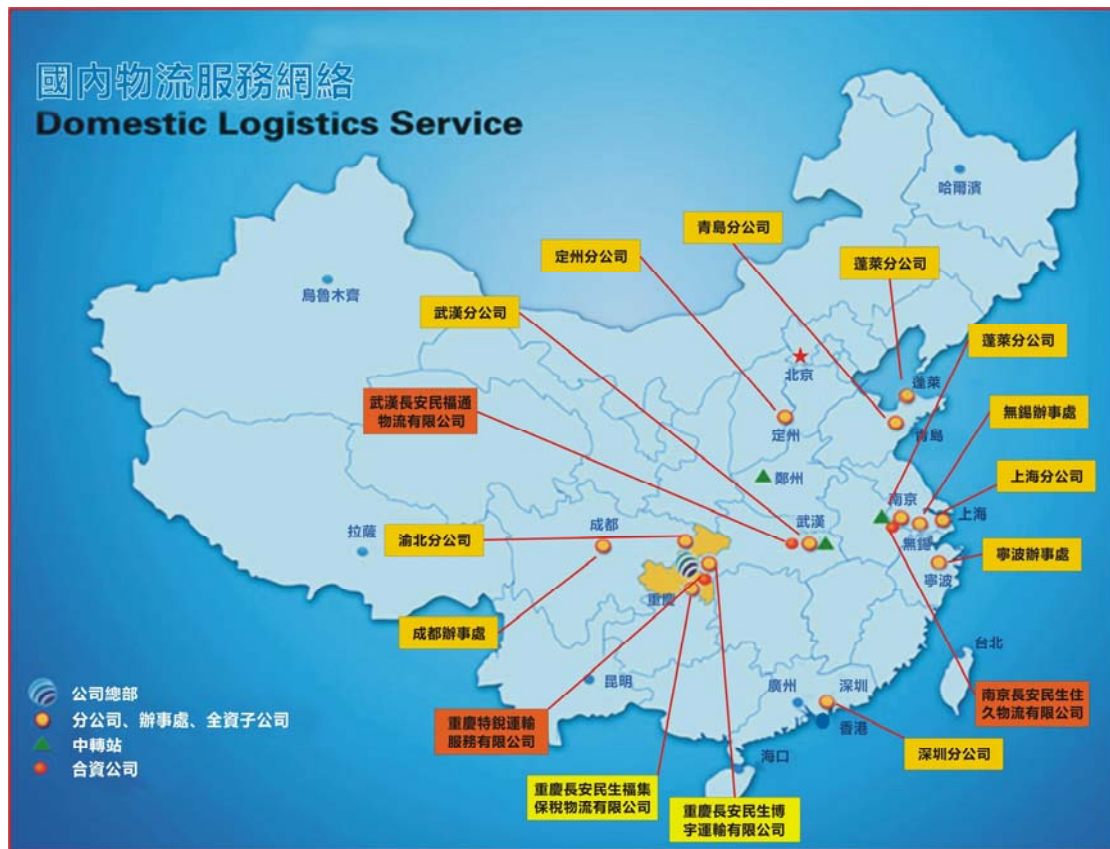 國內物流服務網絡
Domestic Logistics Service
哈爾濱
青島分公司
定州分公司
蓬萊分公司
烏魯木齊
武漢分公司
蓬萊分公司
北京
蓬萊
武漢長安民福通
物流有限公司
無錫辦事處
定州
青島
上海分公司
鄭州
南京
上海
拉薩
成都
武漢
渝北分公司
無錫
寧波辦事處
寧波
重慶
成都辦事處
台北
昆明
廣州
深圳
南京長安民生住
久物流有限公司
公司總部
分公司、辦事處、全資子公司
重慶特銳運輸
服務有限公司
香港
中轉站
海口
深圳分公司
合資公司
重慶長安民生福集
保稅物流有限公司
重慶長安民生博
宇運輸有限公司